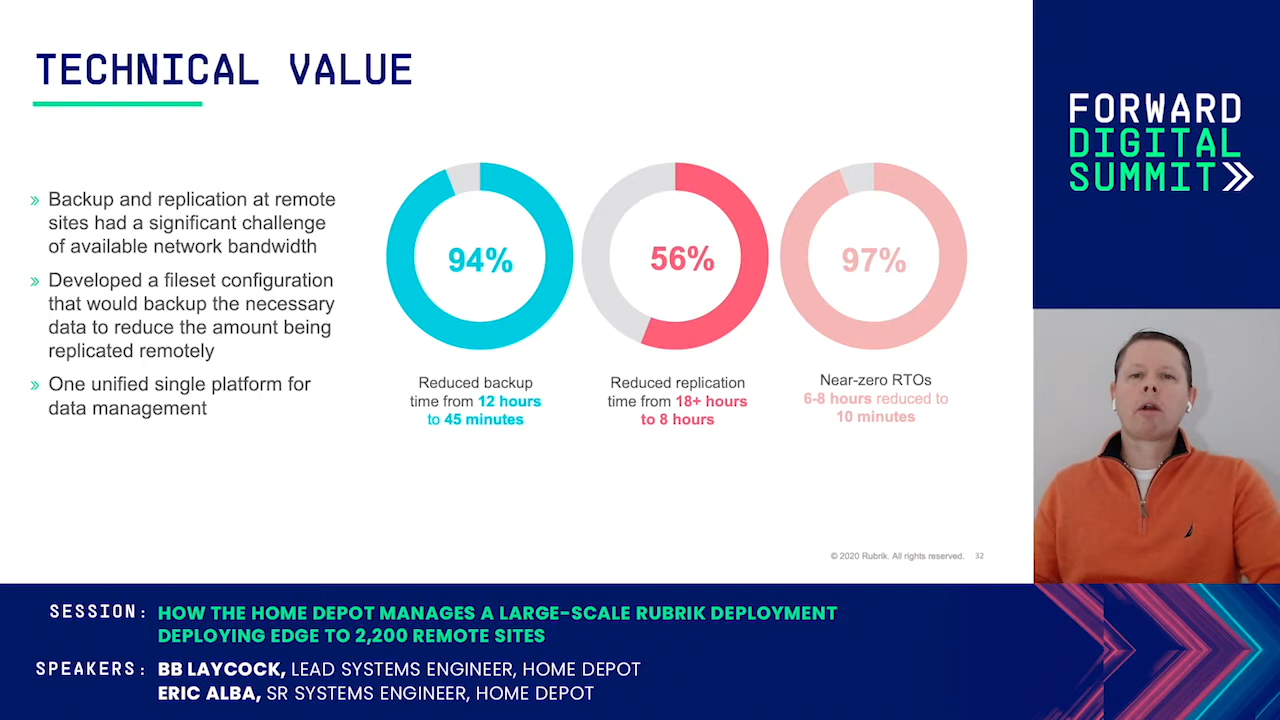 TECHNICAL VALUE
» Backup and replication at remote
sites had a significant challenge
of available network bandwidth
» Developed a fileset configuration
that would backup the necessary
data to reduce the amount being
replicated remotely
» One unified single platform for
data management
94%
Reduced backup
time from 12 hours
to 45 minutes
56%
Reduced replication
time from 18+ hours
to 8 hours
97%
Near-zero RTOs
6-8 hours reduced to
10 minutes
© 2020 Rubrik. All rights reserved. 32
FORWARD
DIGITAL
SUMMIT
SESSION: HOW THE HOME DEPOT MANAGES A LARGE-SCALE RUBRIK DEPLOYMENT
DEPLOYING EDGE TO 2,200 REMOTE SITES
SPEAKERS: BB LAYCOCK, LEAD SYSTEMS ENGINEER, HOME DEPOT
ERIC ALBA, SR SYSTEMS ENGINEER, HOME DEPOT